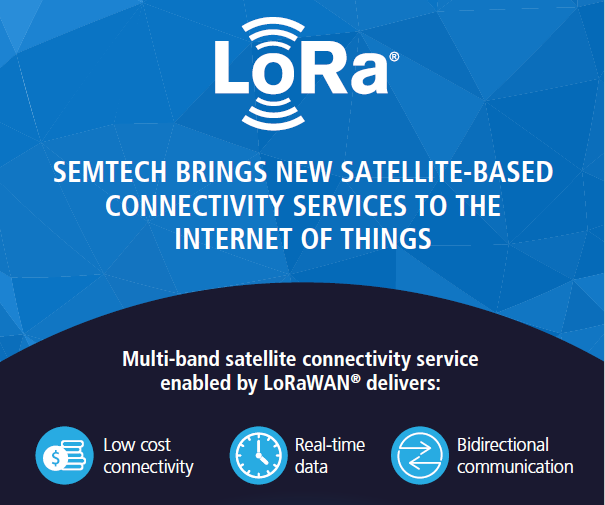 LoRa®
SEMTECH BRINGS NEW SATELLITE-BASED
CONNECTIVITY SERVICES TO THE
INTERNET OF THINGS
Multi-band satellite connectivity service
enabled by LoRaWAN® delivers:
$
Low cost
connectivity
Real-time
data
Bidirectional
communication